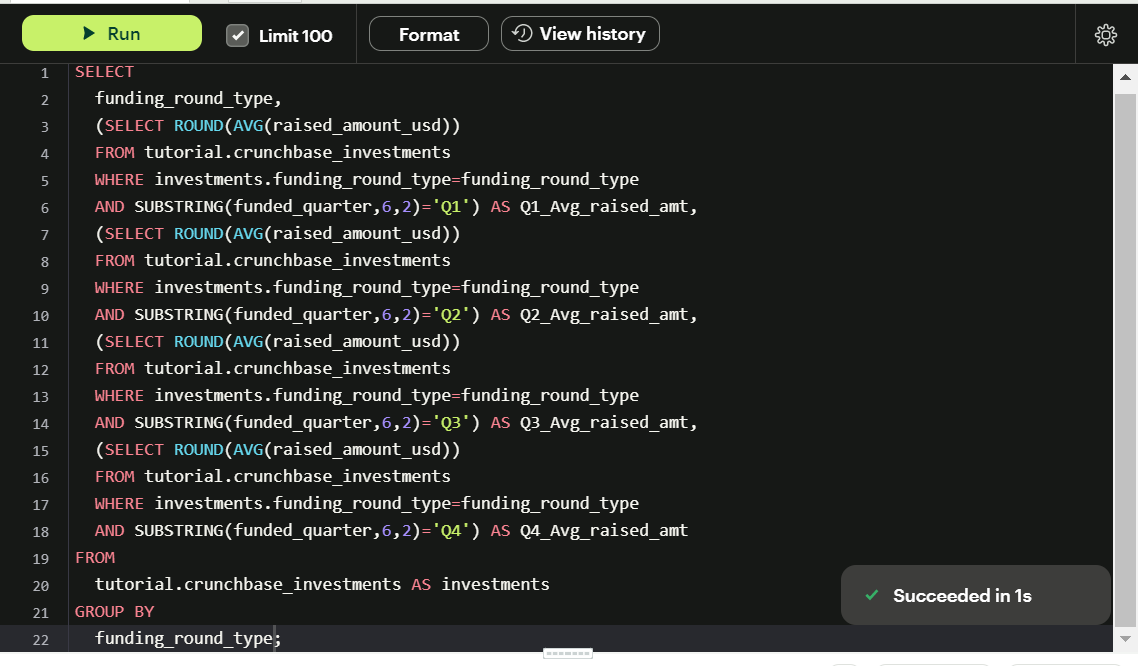 Run Limit 100 Format View history
1 SELECT
2 funding_round_type,
3 (SELECT ROUND(AVG(raised_amount_usd))
4 FROM tutorial.crunchbase_investments
5 WHERE investments.funding_round_type=funding_round_type
6 AND SUBSTRING(funded_quarter,6,2)='Q1') AS Q1_Avg_raised_amt,
7 (SELECT ROUND(AVG(raised_amount_usd))
8 FROM tutorial.crunchbase_investments
9 WHERE investments.funding_round_type=funding_round_type
10 AND SUBSTRING(funded_quarter,6,2)='Q2') AS Q2_Avg_raised_amt,
11 (SELECT ROUND(AVG(raised_amount_usd))
12 FROM tutorial.crunchbase_investments
13 WHERE investments.funding_round_type=funding_round_type
14 AND SUBSTRING(funded_quarter,6,2)='Q3') AS Q3_Avg_raised_amt,
15 (SELECT ROUND(AVG(raised_amount_usd))
16 FROM tutorial.crunchbase_investments
17 WHERE investments.funding_round_type=funding_round_type
18 AND SUBSTRING(funded_quarter,6,2)='Q4') AS Q4_Avg_raised_amt
19 FROM
20 tutorial.crunchbase_investments AS investments
Succeeded in 1s
21 GROUP BY
22 funding_round_type;